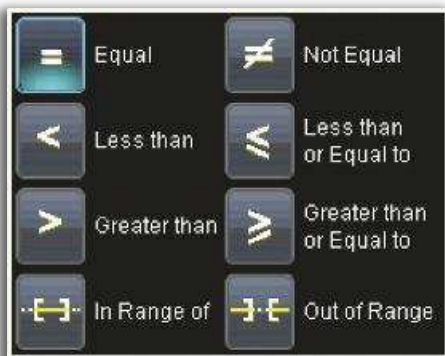 = Equal
≠ Not Equal
< Less than
≤ Less than
or Equal to
> Greater than
≥ Greater than
or Equal to
In Range of
Out of Range